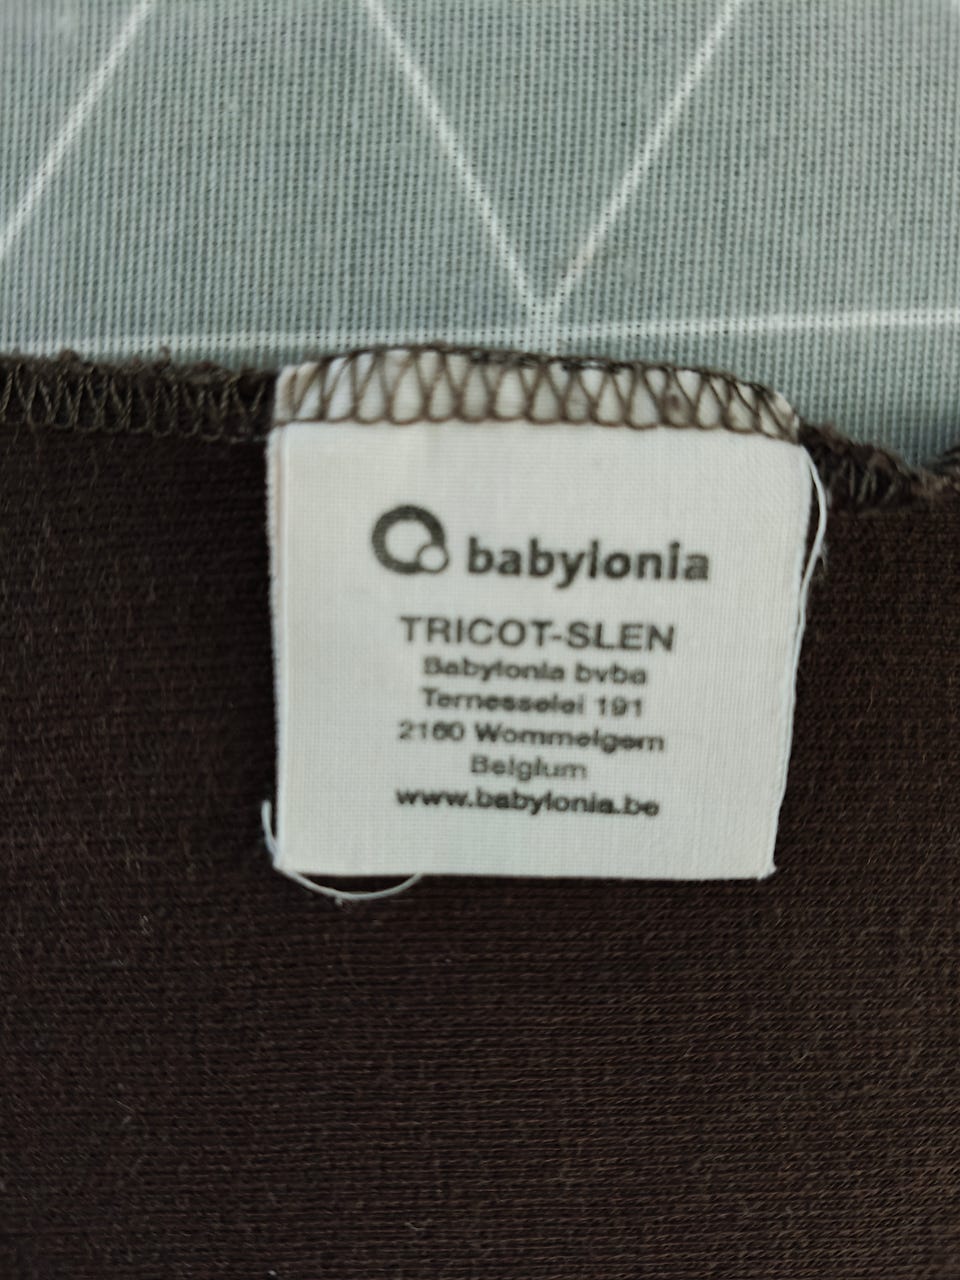 babylonia
TRICOT-SLEN
Babylonia bvba
Ternesselei 191
2160 Wommelgem
Belgium
www.babylonia.be